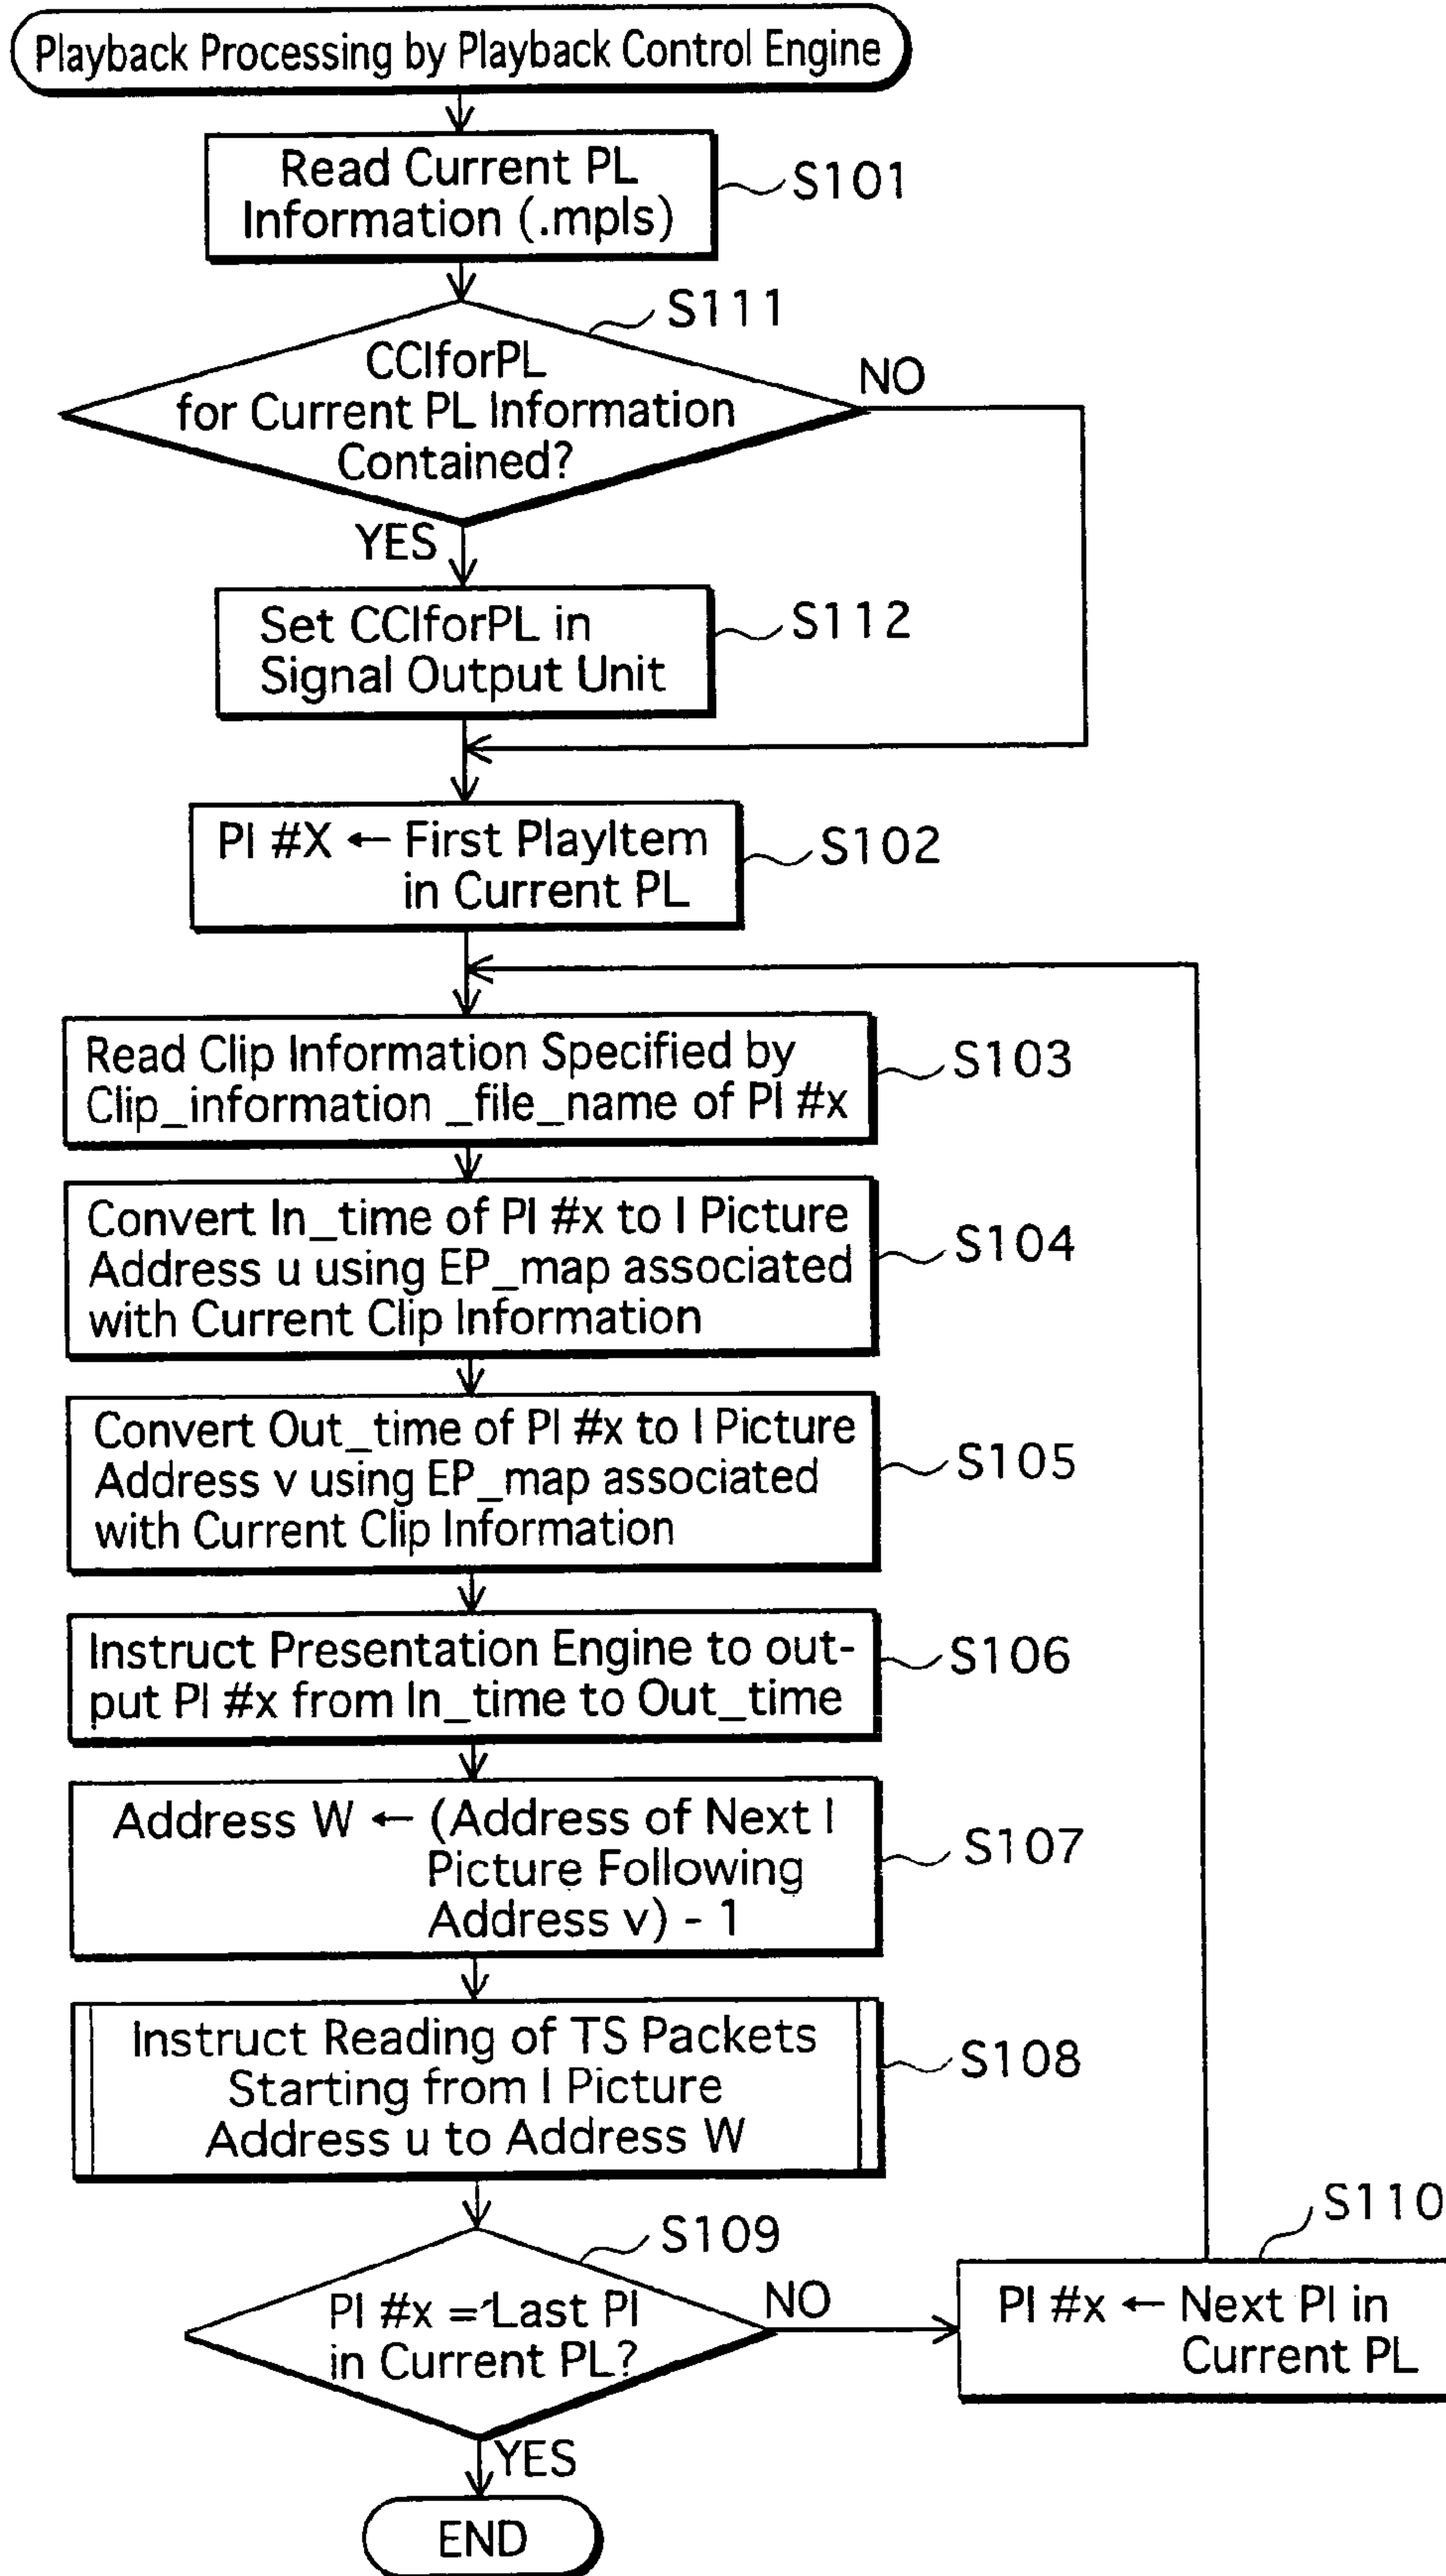 Playback Processing by Playback Control Engine
Read Current PL
Information (.mpls)
S101
S111
CCIforPL
for Current PL Information
Contained?
NO
YES
Set CCIforPL in
Signal Output Unit
S112
PI #X ← First PlayItem
in Current PL
S102
Read Clip Information Specified by
Clip_information _file_name of PI #x
S103
Convert In_time of PI #x to I Picture
Address u using EP_map associated
with Current Clip Information
S104
Convert Out_time of PI #x to I Picture
Address v using EP_map associated
with Current Clip Information
S105
Instruct Presentation Engine to out-
put PI #x from In_time to Out_time
S106
Address W ← (Address of Next I
Picture Following
Address v) - 1
S107
Instruct Reading of TS Packets
Starting from I Picture
Address u to Address W
S108
S109
PI #x = Last PI
in Current PL?
NO
S110
PI #x ← Next PI in
Current PL
YES
END